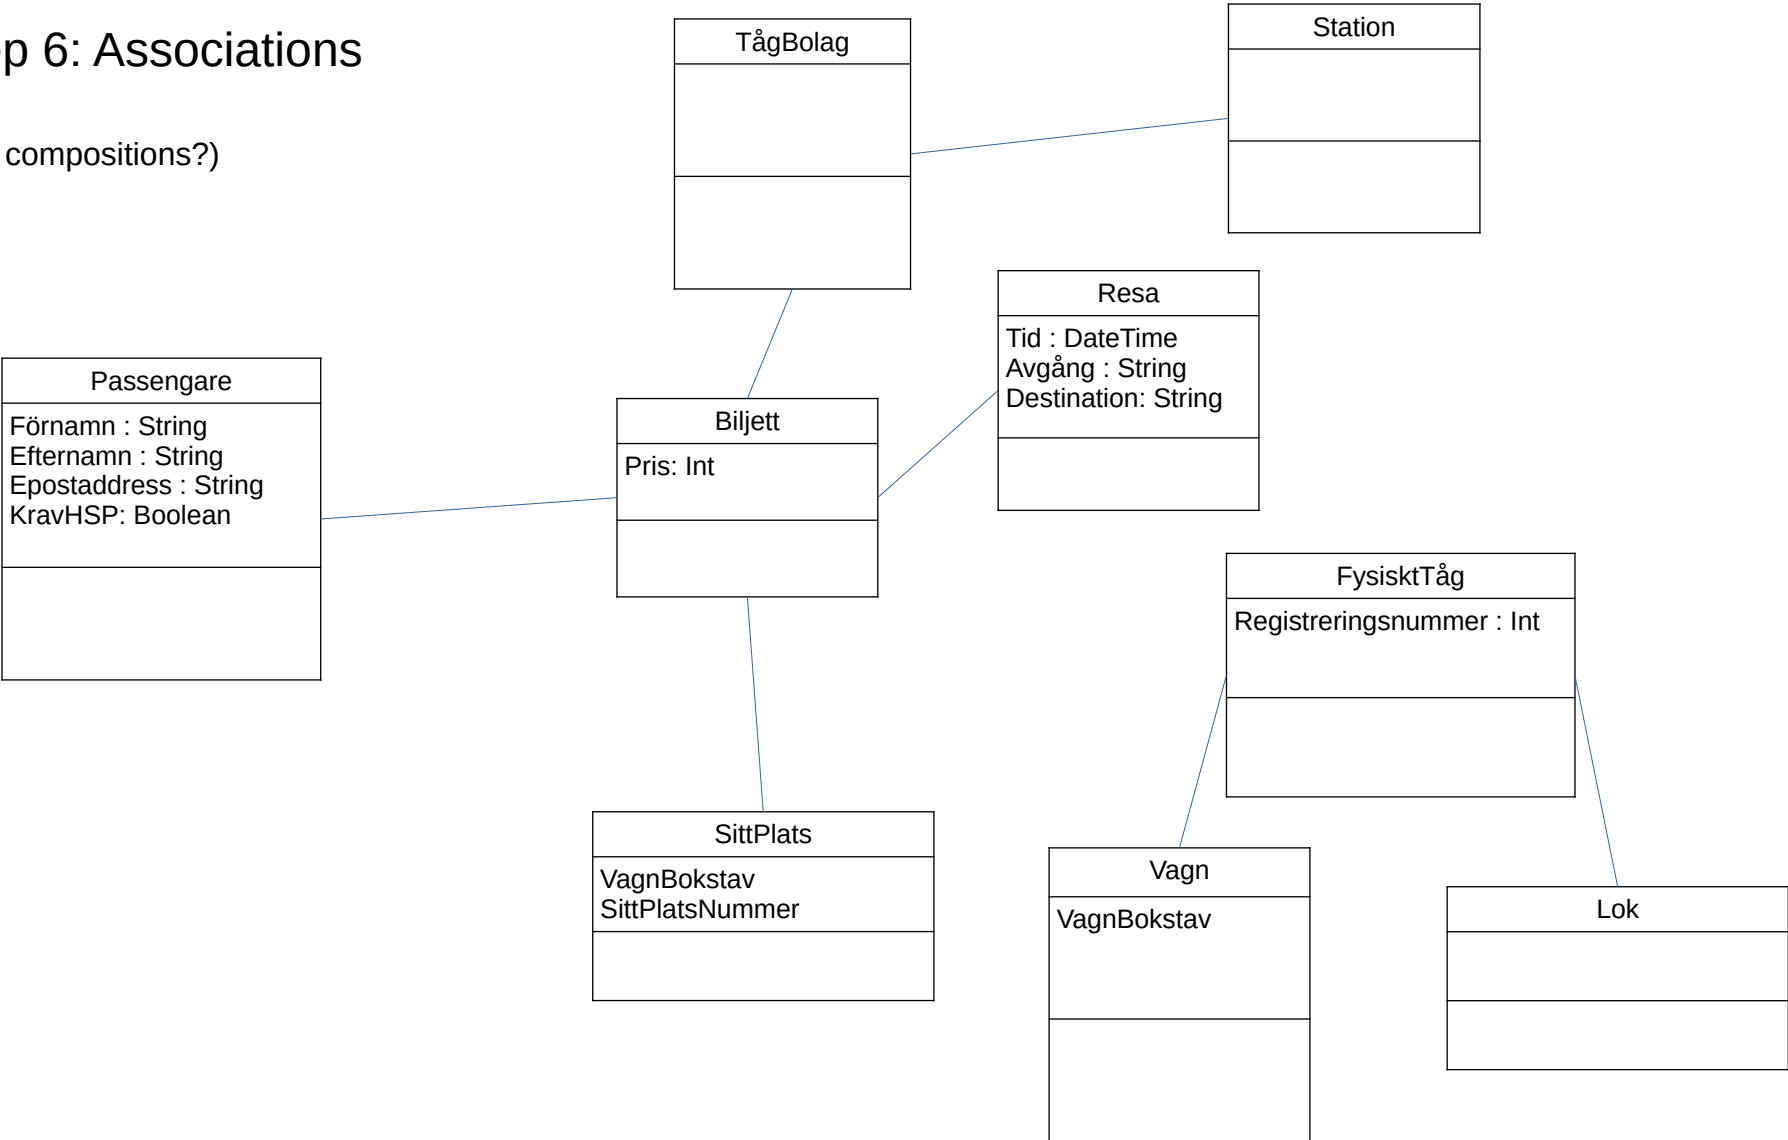 p 6: Associations
compositions?)
TågBolag
Station
Resa
Tid : DateTime
Avgång : String
Destination: String
Passengare
Förnamn : String
Efternamn : String
Epostaddress : String
KravHSP: Boolean
Biljett
Pris: Int
FysisktTåg
Registreringsnummer : Int
SittPlats
VagnBokstav
SittPlatsNummer
Vagn
VagnBokstav
Lok